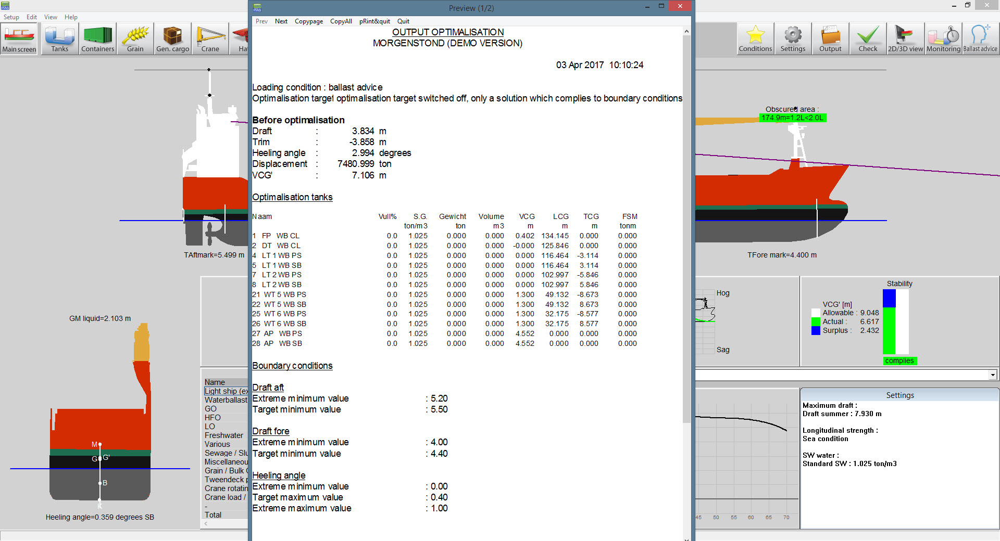 Preview (1/2)
Setup Edit View Help
Prev Next Copypage CopyAll pRint&quit Quit
Main screen Tanks Containers Grain Gen. cargo Crane
Conditions Settings Output Check 2D/3D view Monitoring Ballast advice
OUTPUT OPTIMALISATION
MORGENSTOND (DEMO VERSION)
03 Apr 2017 10:10:24
Loading condition : ballast advice
Optimalisation target optimalisation target switched off, only a solution which complies to boundary conditions
Before optimalisation
Draft : 3.834 m
Trim : -3.858 m
Heeling angle : 2.994 degrees
Displacement : 7480.999 ton
VCG' : 7.106 m
Optimalisation tanks
Naam Vull% S.G. Gewicht Volume VCG LCG TCG FSM
ton/m3 ton m3 m m m tonm
1 FP WB CL 0.0 1.025 0.000 0.000 0.402 134.145 0.000 0.000
2 DT WB CL 0.0 1.025 0.000 0.000 -0.000 125.846 0.000 0.000
4 LT 1 WB PS 0.0 1.025 0.000 0.000 0.000 116.464 -3.114 0.000
5 LT 1 WB SB 0.0 1.025 0.000 0.000 0.000 116.464 3.114 0.000
7 LT 2 WB PS 0.0 1.025 0.000 0.000 0.000 102.997 -5.846 0.000
8 LT 2 WB SB 0.0 1.025 0.000 0.000 0.000 102.997 5.846 0.000
21 WT 5 WB PS 0.0 1.025 0.000 0.000 1.300 49.132 -8.673 0.000
22 WT 5 WB SB 0.0 1.025 0.000 0.000 1.300 49.132 8.673 0.000
25 WT 6 WB PS 0.0 1.025 0.000 0.000 1.300 32.175 -8.577 0.000
26 WT 6 WB SB 0.0 1.025 0.000 0.000 1.300 32.175 8.577 0.000
27 AP WB PS 0.0 1.025 0.000 0.000 4.552 0.000 0.000 0.000
28 AP WB SB 0.0 1.025 0.000 0.000 4.552 0.000 0.000 0.000
Boundary conditions
Draft aft
Extreme minimum value : 5.20
Target minimum value : 5.50
Draft fore
Extreme minimum value : 4.00
Target minimum value : 4.40
Heeling angle
Extreme minimum value : 0.00
Target maximum value : 0.40
Extreme maximum value : 1.00
TAftmark=5.499 m
GM liquid=2.103 m
M
G G'
B
K
Heeling angle=0.359 degrees SB
Name
Light ship (ex
Waterballast
GO
HFO
LO
Freshwater
Various
Sewage / Slu
Miscellaneou
Grain / Bulk
Tweendeck p
Crane rotatin
Crane load /
-
Total
Obscured area :
174.9m=1.2L<2.0L
TFore mark=4.400 m
Hog
Sag
Stability
VCG' [m]
Allowable : 9.048
Actual : 6.617
Surplus : 2.432
complies
45 50 55 60 65 70
Settings
Maximum draft :
Draft summer : 7.930 m
Longitudinal strength :
Sea condition
SW water :
Standard SW : 1.025 ton/m3